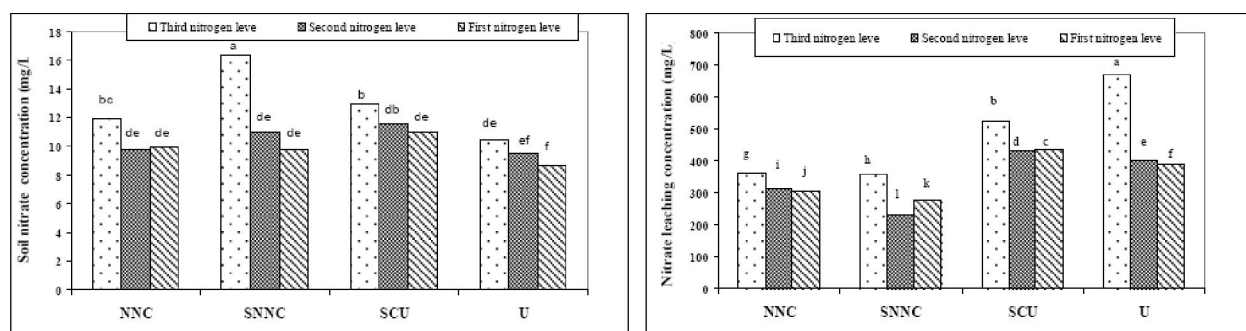 Third nitrogen leve Second nitrogen leve First nitrogen leve
Soil nitrate concentration (mg/L)
18
16
14
12
10
8
6
4
2
0
bc
de
de
a
de
de
b
db
de
de
ef
f
NNC SNNC SCU U
Third nitrogen leve Second nitrogen leve First nitrogen leve
Nitrate leaching concentration (mg/L
800
700
600
500
400
300
200
100
0
g
i
j
h
l
k
b
d
c
a
e
f
NNC SNNC SCU U